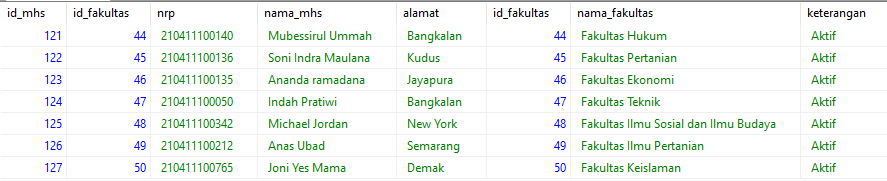 id_mhs id_fakultas nrp nama_mhs alamat id_fakultas nama_fakultas keterangan
121 44 210411100140 Mubessirul Ummah Bangkalan 44 Fakultas Hukum Aktif
122 45 210411100136 Soni Indra Maulana Kudus 45 Fakultas Pertanian Aktif
123 46 210411100135 Ananda ramadana Jayapura 46 Fakultas Ekonomi Aktif
124 47 210411100050 Indah Pratiwi Bangkalan 47 Fakultas Teknik Aktif
125 48 210411100342 Michael Jordan New York 48 Fakultas Ilmu Sosial dan Ilmu Budaya Aktif
126 49 210411100212 Anas Ubad Semarang 49 Fakultas Ilmu Pertanian Aktif
127 50 210411100765 Joni Yes Mama Demak 50 Fakultas Keislaman Aktif